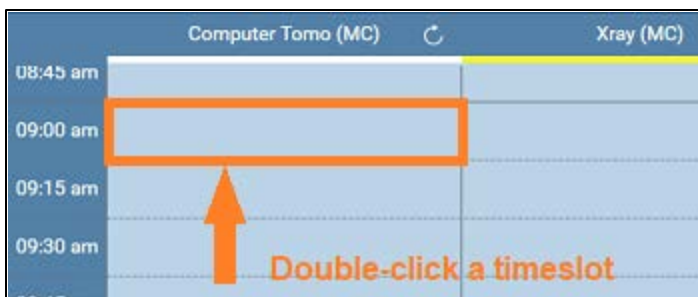 Computer Tomo (MC) Xray (MC)
08:45 am
09:00 am
09:15 am
09:30 am
Double-click a timeslot